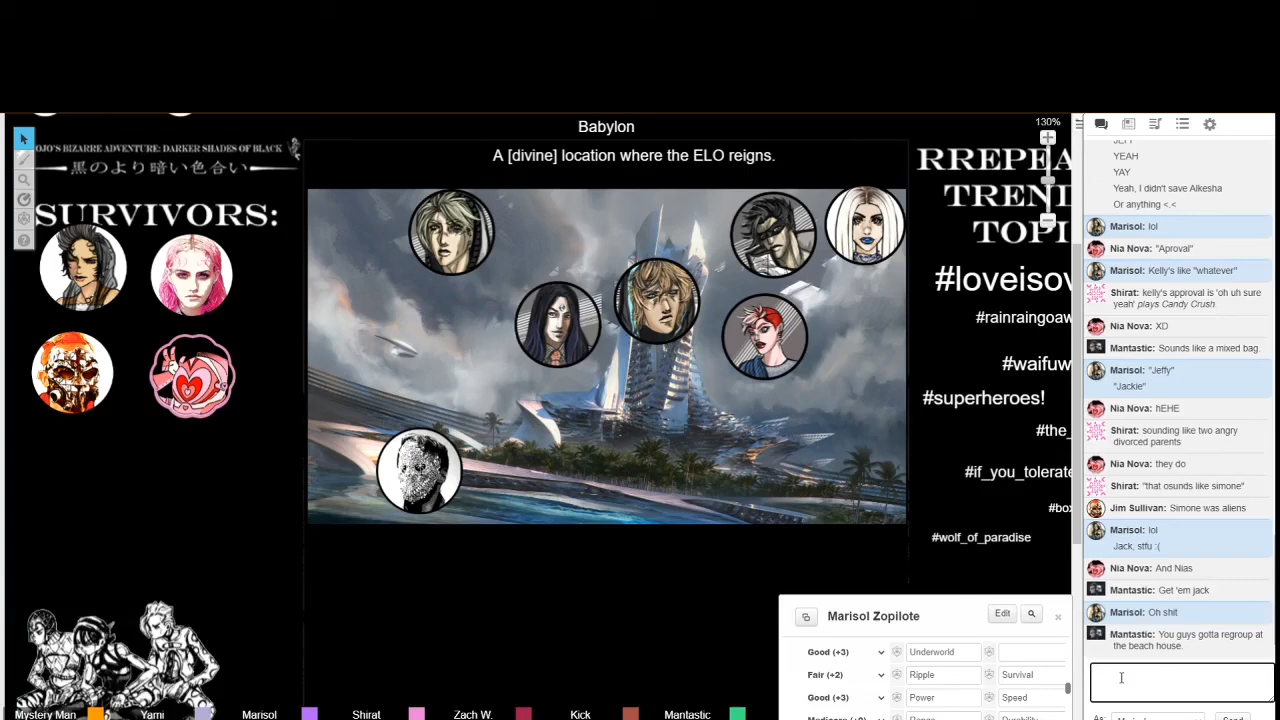 Babylon
A [divine] location where the ELO reigns.
130%
OJO'S BIZARRE ADVENTURE: DARKER SHADES OF BLACK
黒のより暗い色合い
SURVIVORS:
RREPEA
TREND
TOPI
#loveisov
#rainraingoaw
#waifuw
#superheroes!
#the_
#if_you_tolerate
#box
#wolf_of_paradise
YEAH
YAY
Yeah, I didn't save Alkesha
Or anything <.<
Marisol: lol
Nia Nova: "Aproval"
Marisol: Kelly's like "whatever"
Shirat: kelly's approval is 'oh uh sure
yeah' plays Candy Crush
Nia Nova: XD
Mantastic: Sounds like a mixed bag.
Marisol: "Jeffy"
"Jackie"
Nia Nova: hEHE
Shirat: sounding like two angry
divorced parents
Nia Nova: they do
Shirat: "that osunds like simone"
Jim Sullivan: Simone was aliens
Marisol: lol
Jack, stfu :(
Nia Nova: And Nias
Mantastic: Get 'em jack
Marisol: Oh shit
Mantastic: You guys gotta regroup at
the beach house.
Marisol Zopilote
Edit
Good (+3) Underworld
Fair (+2) Ripple Survival
Good (+3) Power Speed
Mystery Man Yami Marisol Shirat Zach W. Kick Mantastic